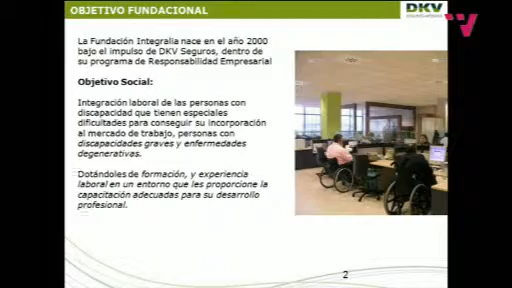 OBJETIVO FUNDACIONAL
DKV
La Fundación Integralia nace en el año 2000
bajo el impulso de DKV Seguros, dentro de
su programa de Responsabilidad Empresarial
Objetivo Social:
Integración laboral de las personas con
discapacidad que tienen especiales
dificultades para conseguir su incorporación
al mercado de trabajo, personas con
discapacidades graves y enfermedades
degenerativas.
Dotándoles de formación, y experiencia
laboral en un entorno que les proporcione la
capacitación adecuadas para su desarrollo
profesional.
2